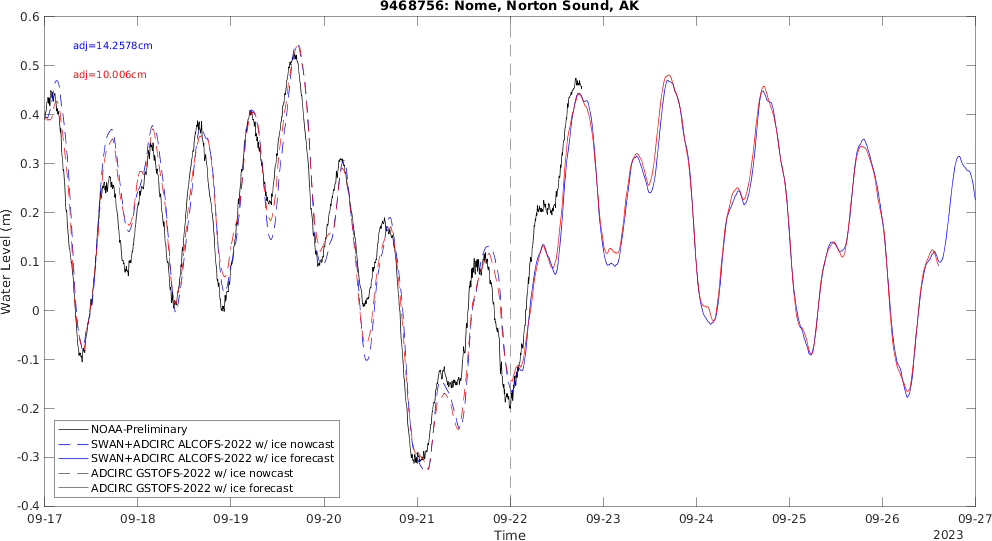 9468756: Nome, Norton Sound, AK
adj=14.2578cm
adj=10.006cm
Water Level (m)
0.6
0.5
0.4
0.3
0.2
0.1
0
-0.1
-0.2
-0.3
-0.4
NOAA-Preliminary
SWAN+ADCIRC ALCOFS-2022 w/ ice nowcast
SWAN+ADCIRC ALCOFS-2022 w/ ice forecast
ADCIRC GSTOFS-2022 w/ ice nowcast
ADCIRC GSTOFS-2022 w/ ice forecast
09-17 09-18 09-19 09-20 09-21 09-22 09-23 09-24 09-25 09-26 09-27
Time
2023